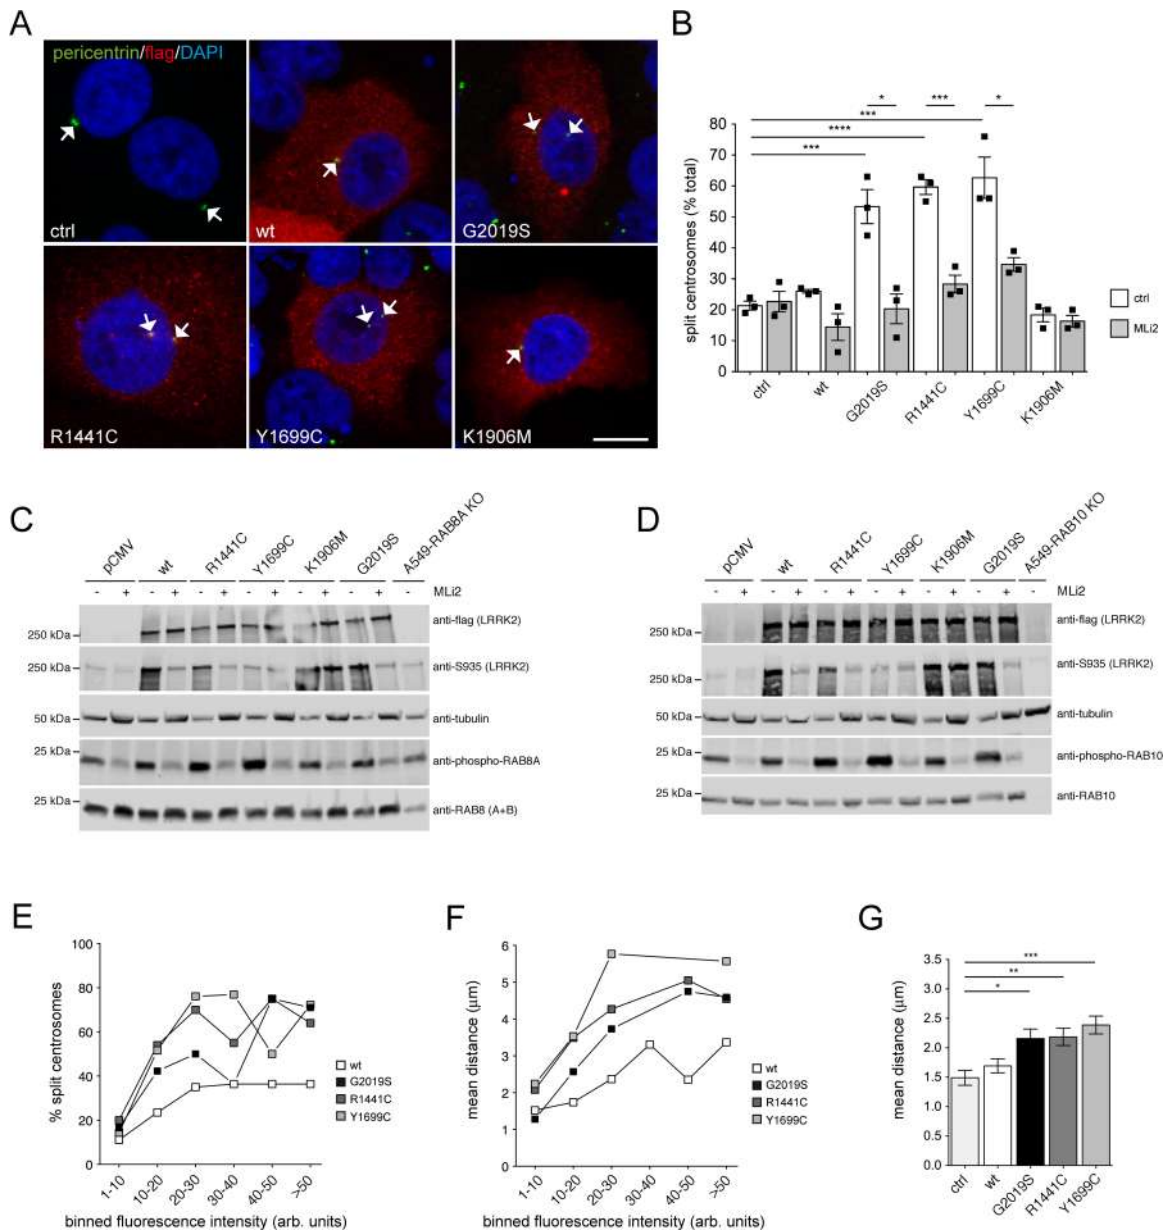 A
pericentrin/flag/DAPI
ctrl
wt
G2019S
R1441C
Y1699C
K1906M
B
split centrosomes (% total)
80
70
60
50
40
30
20
10
0
* *** *
***
****
***
ctrl
wt
G2019S
R1441C
Y1699C
K1906M
ctrl
MLi2
C
pCMV
wt
R1441C
Y1699C
K1906M
G2019S
A549-RAB8A KO
- + - + - + - + - + - + - MLi2
250 kDa anti-flag (LRRK2)
250 kDa anti-S935 (LRRK2)
50 kDa anti-tubulin
25 kDa anti-phospho-RAB8A
25 kDa anti-RAB8 (A+B)
D
pCMV
wt
R1441C
Y1699C
K1906M
G2019S
A549-RAB10 KO
- + - + - + - + - + - + - MLi2
250 kDa anti-flag (LRRK2)
250 kDa anti-S935 (LRRK2)
50 kDa anti-tubulin
25 kDa anti-phospho-RAB10
25 kDa anti-RAB10
E
% split centrosomes
100
80
60
40
20
0
1-10
10-20
20-30
30-40
40-50
>50
binned fluorescence intensity (arb. units)
wt
G2019S
R1441C
Y1699C
F
mean distance (μm)
6
5
4
3
2
1
0
1-10
10-20
20-30
30-40
40-50
>50
binned fluorescence intensity (arb. units)
wt
G2019S
R1441C
Y1699C
G
mean distance (μm)
3.5
3.0
2.5
2.0
1.5
1.0
0.5
0.0
***
**
*
ctrl
wt
G2019S
R1441C
Y1699C